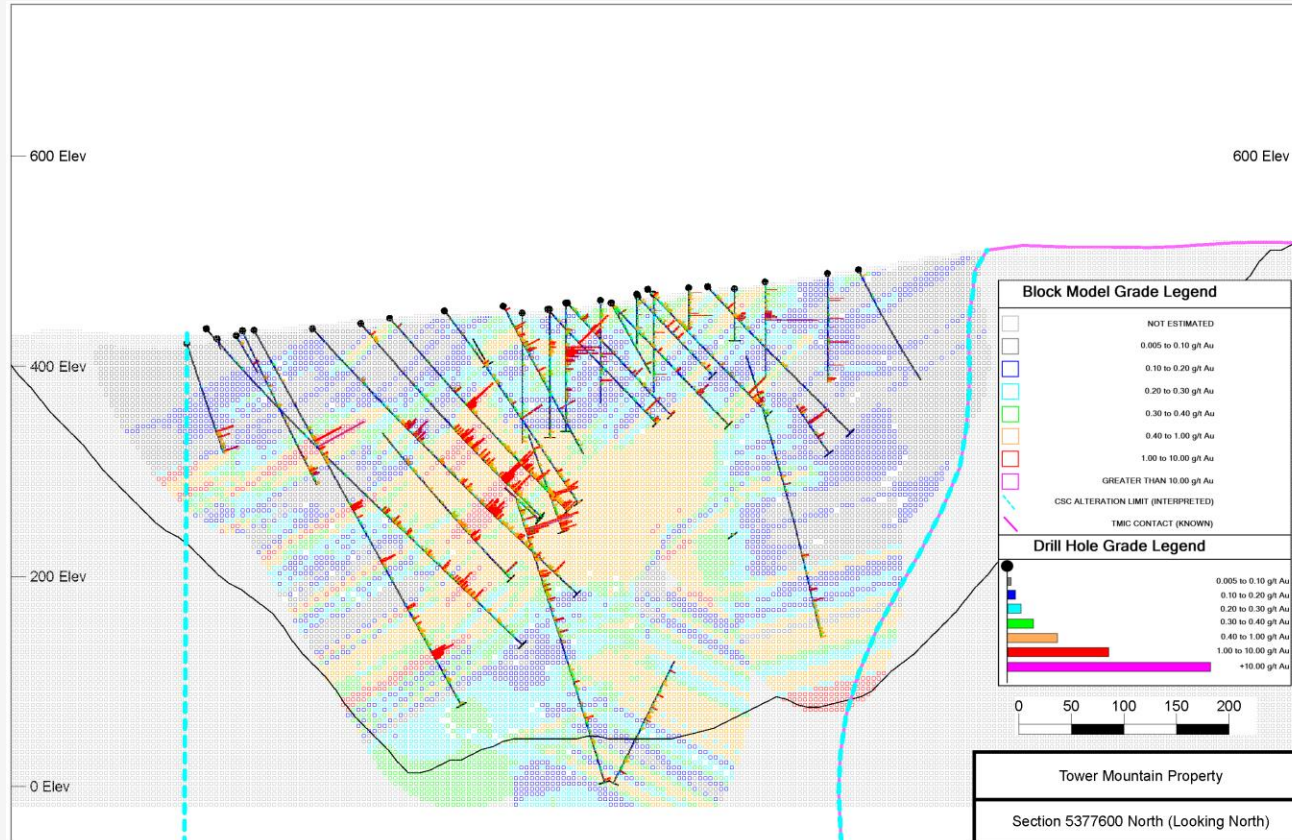 600 Elev
600 Elev
400 Elev
200 Elev
0 Elev
Block Model Grade Legend
NOT ESTIMATED
0.005 to 0.10 g/t Au
0.10 to 0.20 g/t Au
0.20 to 0.30 g/t Au
0.30 to 0.40 g/t Au
0.40 to 1.00 g/t Au
1.00 to 10.00 g/t Au
GREATER THAN 10.00 g/t Au
CSC ALTERATION LIMIT (INTERPRETED)
TMIC CONTACT (KNOWN)
Drill Hole Grade Legend
0.005 to 0.10 g/t Au
0.10 to 0.20 g/t Au
0.20 to 0.30 g/t Au
0.30 to 0.40 g/t Au
0.40 to 1.00 g/t Au
1.00 to 10.00 g/t Au
+10.00 g/t Au
0 50 100 150 200
Tower Mountain Property
Section 5377600 North (Looking North)